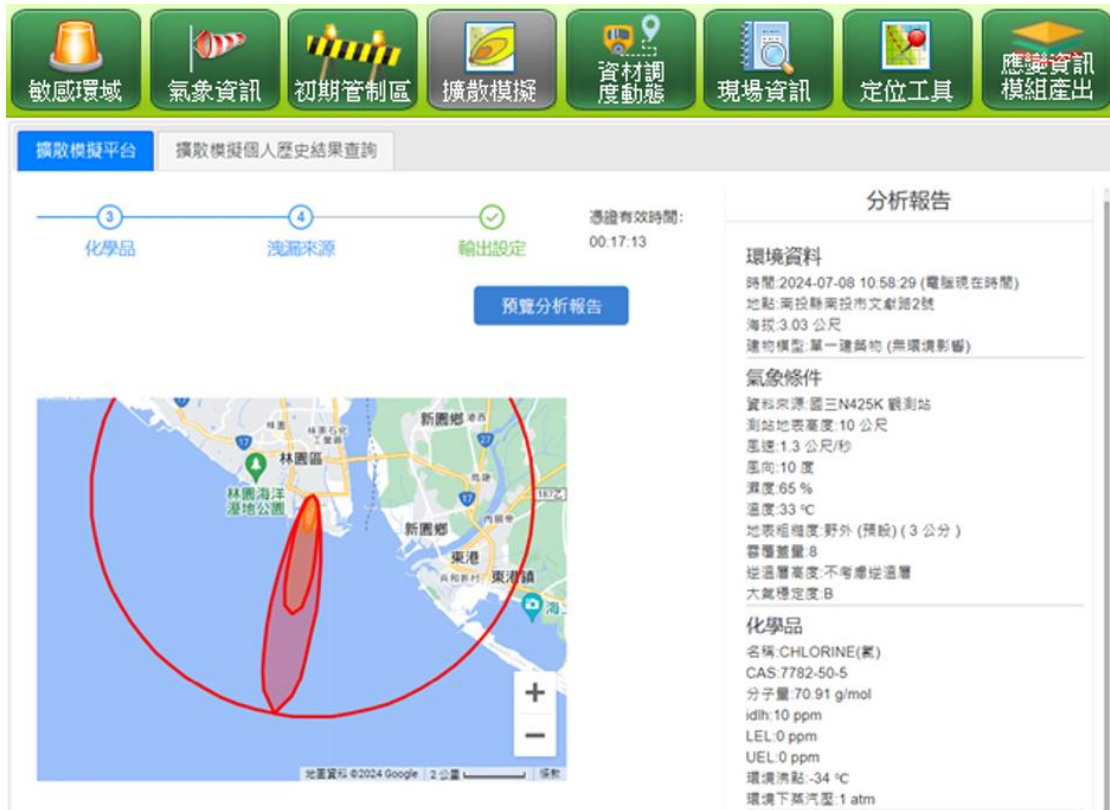 敏感環域
氣象資訊
初期管制區
擴散模擬
資材調
度動態
現場資訊
定位工具
應變資訊
模組產出
擴散模擬平台
擴散模擬個人歷史結果查詢
3
4
化學品
洩漏來源
輸出設定
憑證有效時間:
00:17:13
預覽分析報告
新園鄉
27
林園區
17
林園海洋
濕地公園
17
187乙
新園鄉
東港
東港鎮
共和新村
海
+
−
地圖資料 ©2024 Google
2 公里
條款
分析報告
環境資料
時間:2024-07-08 10:58:29 (電腦現在時間)
地點:南投縣南投市文獻路2號
海拔:3.03 公尺
建物模型:單一建築物 (無環境影響)
氣象條件
資料來源:國三N425K 觀測站
測站地表高度:10 公尺
風速:1.3 公尺/秒
風向:10 度
濕度:65 %
溫度:33 ℃
地表粗糙度:野外 (預設) ( 3 公分 )
雲覆蓋量:8
逆溫層高度:不考慮逆溫層
大氣穩定度:B
化學品
名稱:CHLORINE(氯)
CAS:7782-50-5
分子量:70.91 g/mol
idlh:10 ppm
LEL:0 ppm
UEL:0 ppm
環境沸點:-34 ℃
環境下蒸汽壓:1 atm